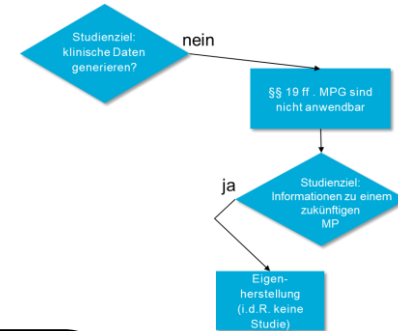 Studienziel:
klinische Daten
generieren?
nein
§§ 19 ff . MPG sind
nicht anwendbar
ja
Studienziel:
Informationen zu einem
zukünftigen
MP
Eigen-
herstellung
(i.d.R. keine
Studie)